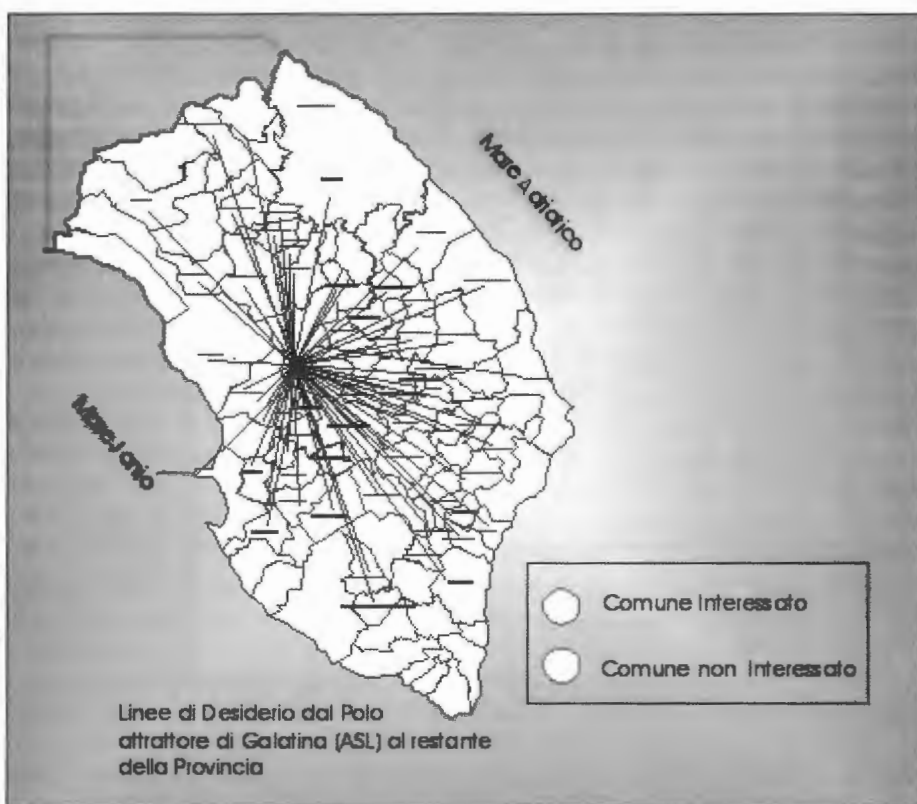 Mare Adriatico
Mare Jonio
Comune Interessato
Comune non Interessato
Linee di Desiderio dal Polo
attrattore di Galatina (ASL) al restante
della Provincia